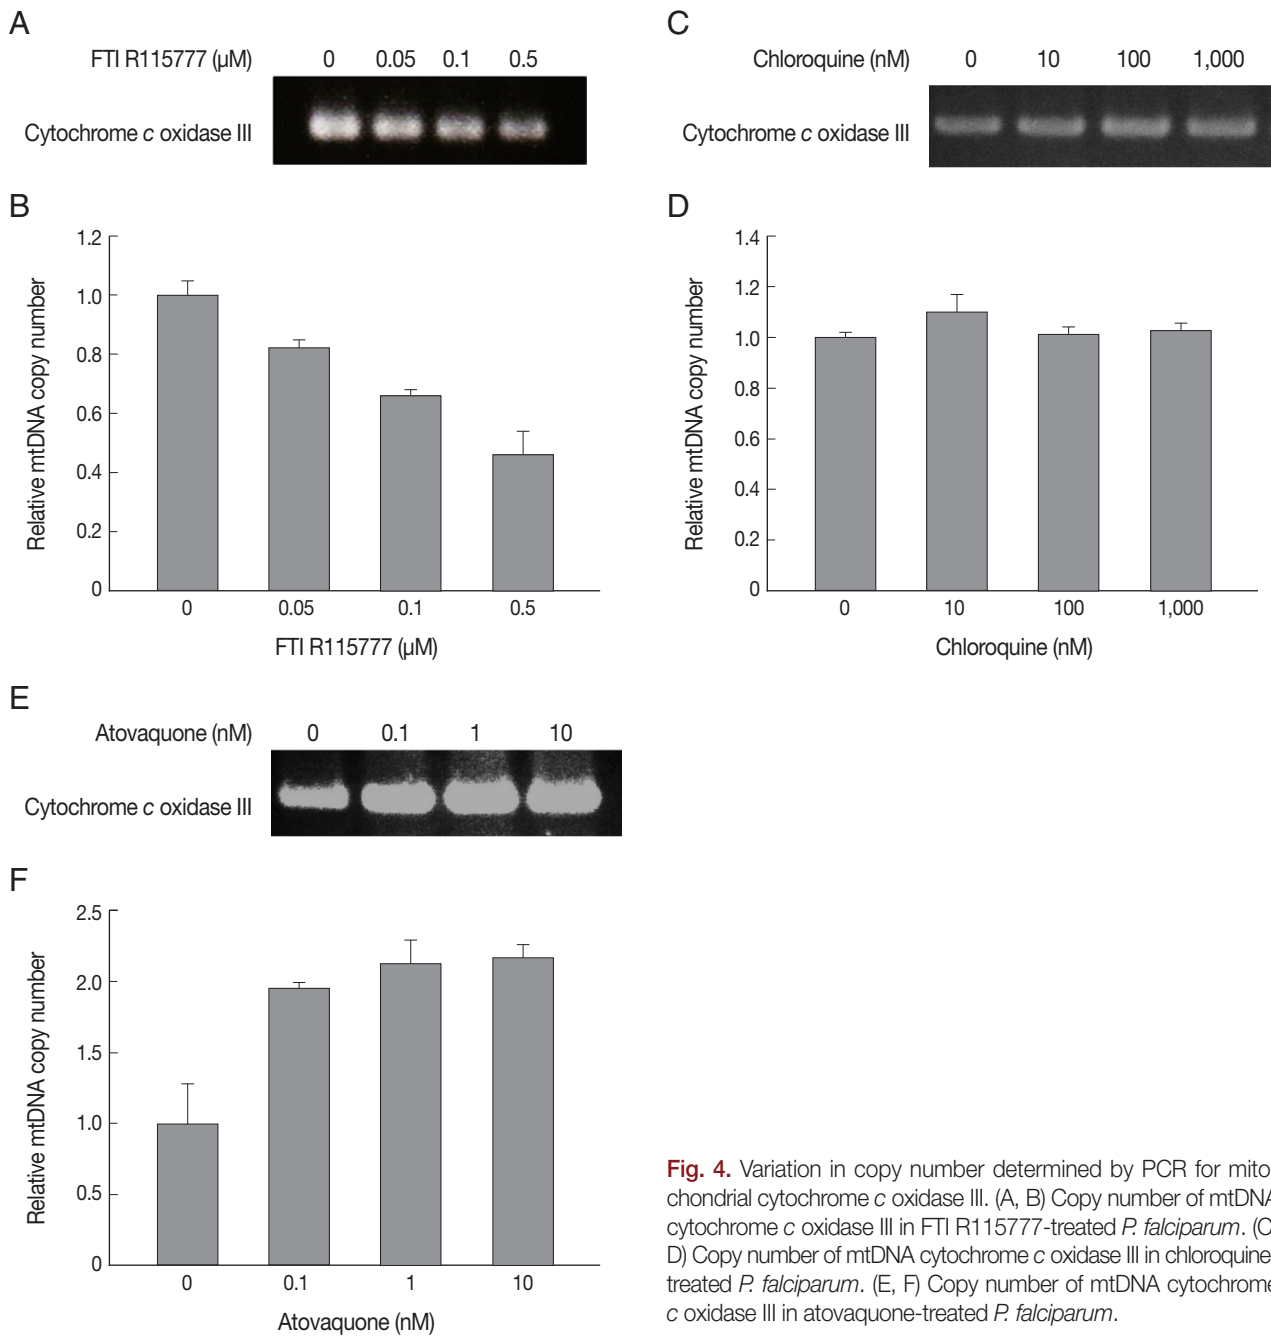 A
FTI R115777 (µM) 0 0.05 0.1 0.5
Cytochrome c oxidase III
B
1.2
1.0
0.8
0.6
0.4
0.2
0
Relative mtDNA copy number
0 0.05 0.1 0.5
FTI R115777 (µM)
C
Chloroquine (nM) 0 10 100 1,000
Cytochrome c oxidase III
D
1.4
1.2
1.0
0.8
0.6
0.4
0.2
0
Relative mtDNA copy number
0 10 100 1,000
Chloroquine (nM)
E
Atovaquone (nM) 0 0.1 1 10
Cytochrome c oxidase III
F
2.5
2.0
1.5
1.0
0.5
0
Relative mtDNA copy number
0 0.1 1 10
Atovaquone (nM)
Fig. 4. Variation in copy number determined by PCR for mito
chondrial cytochrome c oxidase III. (A, B) Copy number of mtDNA
cytochrome c oxidase III in FTI R115777-treated P. falciparum. (C
D) Copy number of mtDNA cytochrome c oxidase III in chloroquine
treated P. falciparum. (E, F) Copy number of mtDNA cytochrome
c oxidase III in atovaquone-treated P. falciparum.